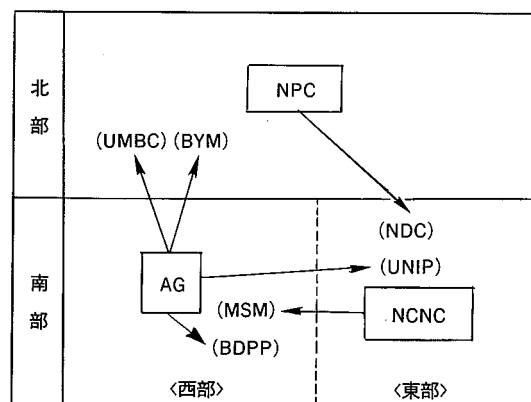 北部
NPC
(UMBC)(BYM)
南部
(NDC)
(UNIP)
AG
(MSM)
NCNC
(BDPP)
〈西部〉
〈東部〉